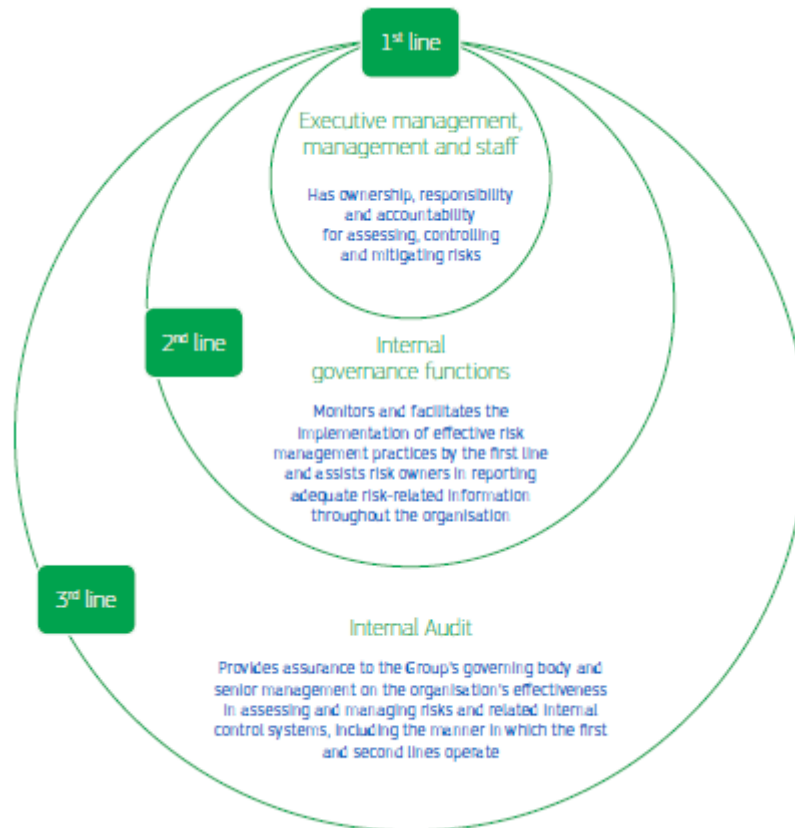 1st line
Executive management,
management and staff
Has ownership, responsibility
and accountability
for assessing, controlling
and mitigating risks
2nd line
Internal
governance functions
Monitors and facilitates the
implementation of effective risk
management practices by the first line
and assists risk owners in reporting
adequate risk-related information
throughout the organisation
3nd line
Internal Audit
Provides assurance to the Group's governing body and
senior management on the organisation's effectiveness
in assessing and managing risks and related internal
control systems, including the manner in which the first
and second lines operate